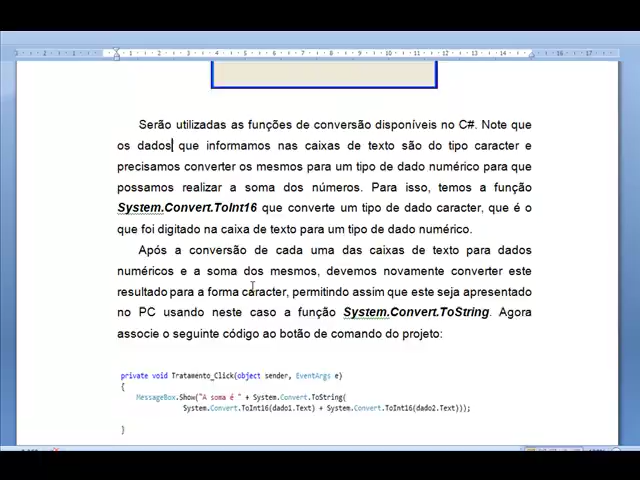 Serão utilizadas as funções de conversão disponíveis no C#. Note que
os dados que informamos nas caixas de texto são do tipo caracter e
precisamos converter os mesmos para um tipo de dado numérico para que
possamos realizar a soma dos números. Para isso, temos a função
System.Convert.ToInt16 que converte um tipo de dado caracter, que é o
que foi digitado na caixa de texto para um tipo de dado numérico.
Após a conversão de cada uma das caixas de texto para dados
numéricos e a soma dos mesmos, devemos novamente converter este
resultado para a forma caracter, permitindo assim que este seja apresentado
no PC usando neste caso a função System.Convert.ToString. Agora
associe o seguinte código ao botão de comando do projeto:
private void Tratamento_Click(object sender, EventArgs e)
{
MessageBox.Show("A soma é " + System.Convert.ToString(
System.Convert.ToInt16(dado1.Text) + System.Convert.ToInt16(dado2.Text)));
}